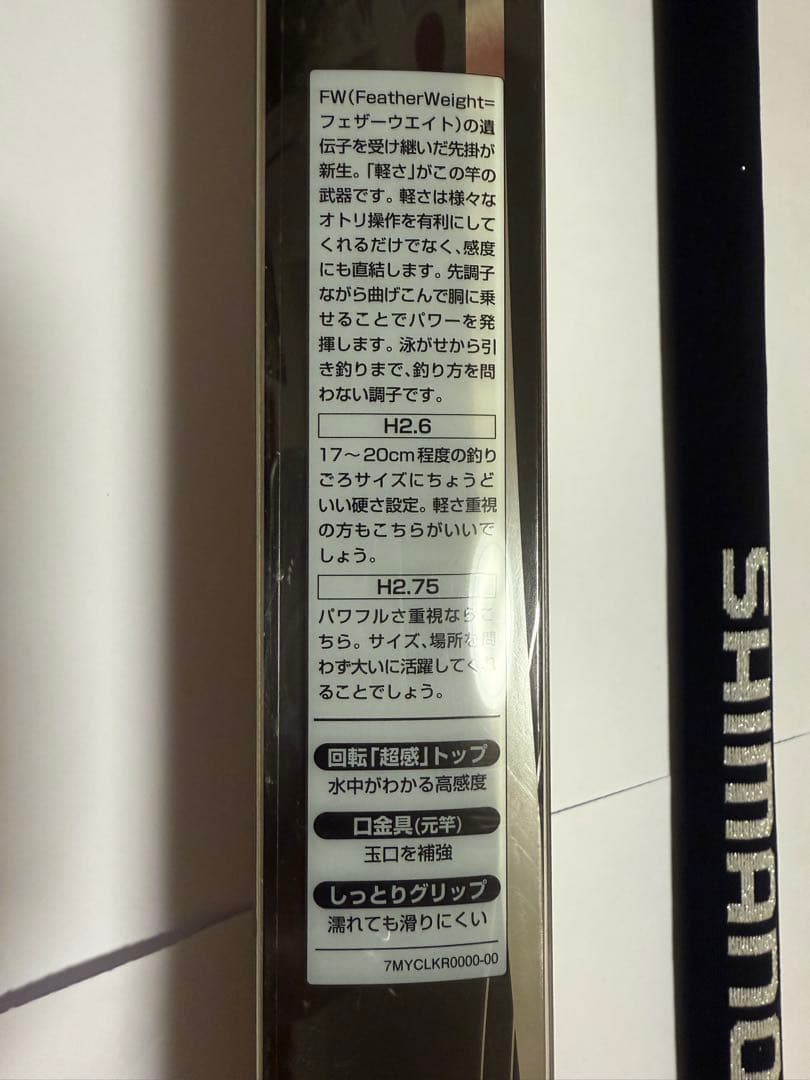 FW(FeatherWeight=
フェザーウエイト)の遺
伝子を受け継いだ先掛が
新生。「軽さ」がこの竿の
武器です。軽さは様々な
オトリ操作を有利にして
くれるだけでなく、感度
にも直結します。先調子
ながら曲げこんで胴に乗
せることでパワーを発
揮します。泳がせから引
き釣りまで、釣り方を問
わない調子です。
H2.6
17〜20cm程度の釣り
ごろサイズにちょうど
いい硬さ設定。軽さ重視
の方もこちらがいいで
しょう。
H2.75
パワフルさ重視ならこ
ちら。サイズ、場所を問
わず大いに活躍してくれ
ることでしょう。
回転「超感」トップ
水中がわかる高感度
口金具(元竿)
玉口を補強
しっとりグリップ
濡れても滑りにくい
7MYCLKR0000-00
SHIMANO